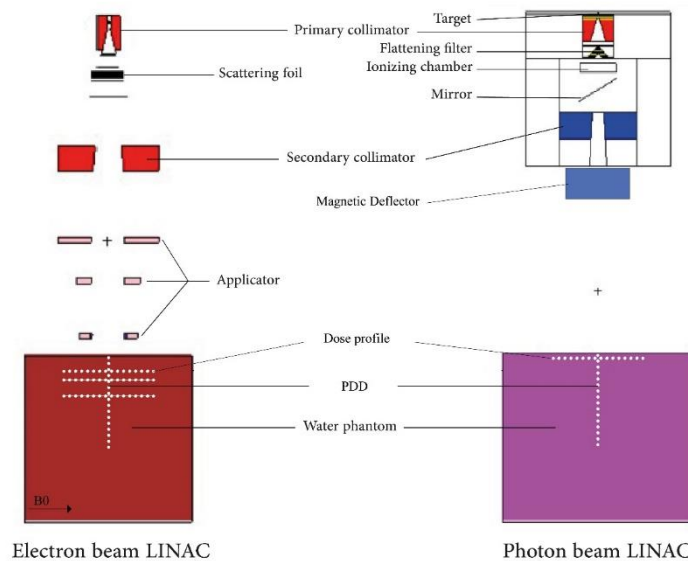 Target
Primary collimator
Flattening filter
Scattering foil
Ionizing chamber
Mirror
Secondary collimator
Magnetic Deflector
Applicator
Dose profile
PDD
Water phantom
B0
Electron beam LINAC
Photon beam LINAC